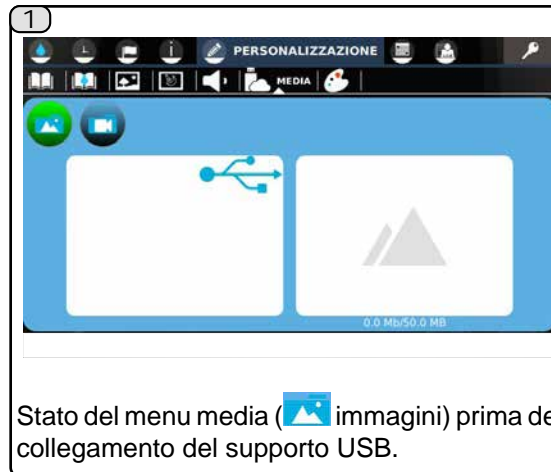 1
PERSONALIZZAZIONE
MEDIA
0.0 Mb/50.0 MB
Stato del menu media ( immagini) prima de
collegamento del supporto USB.